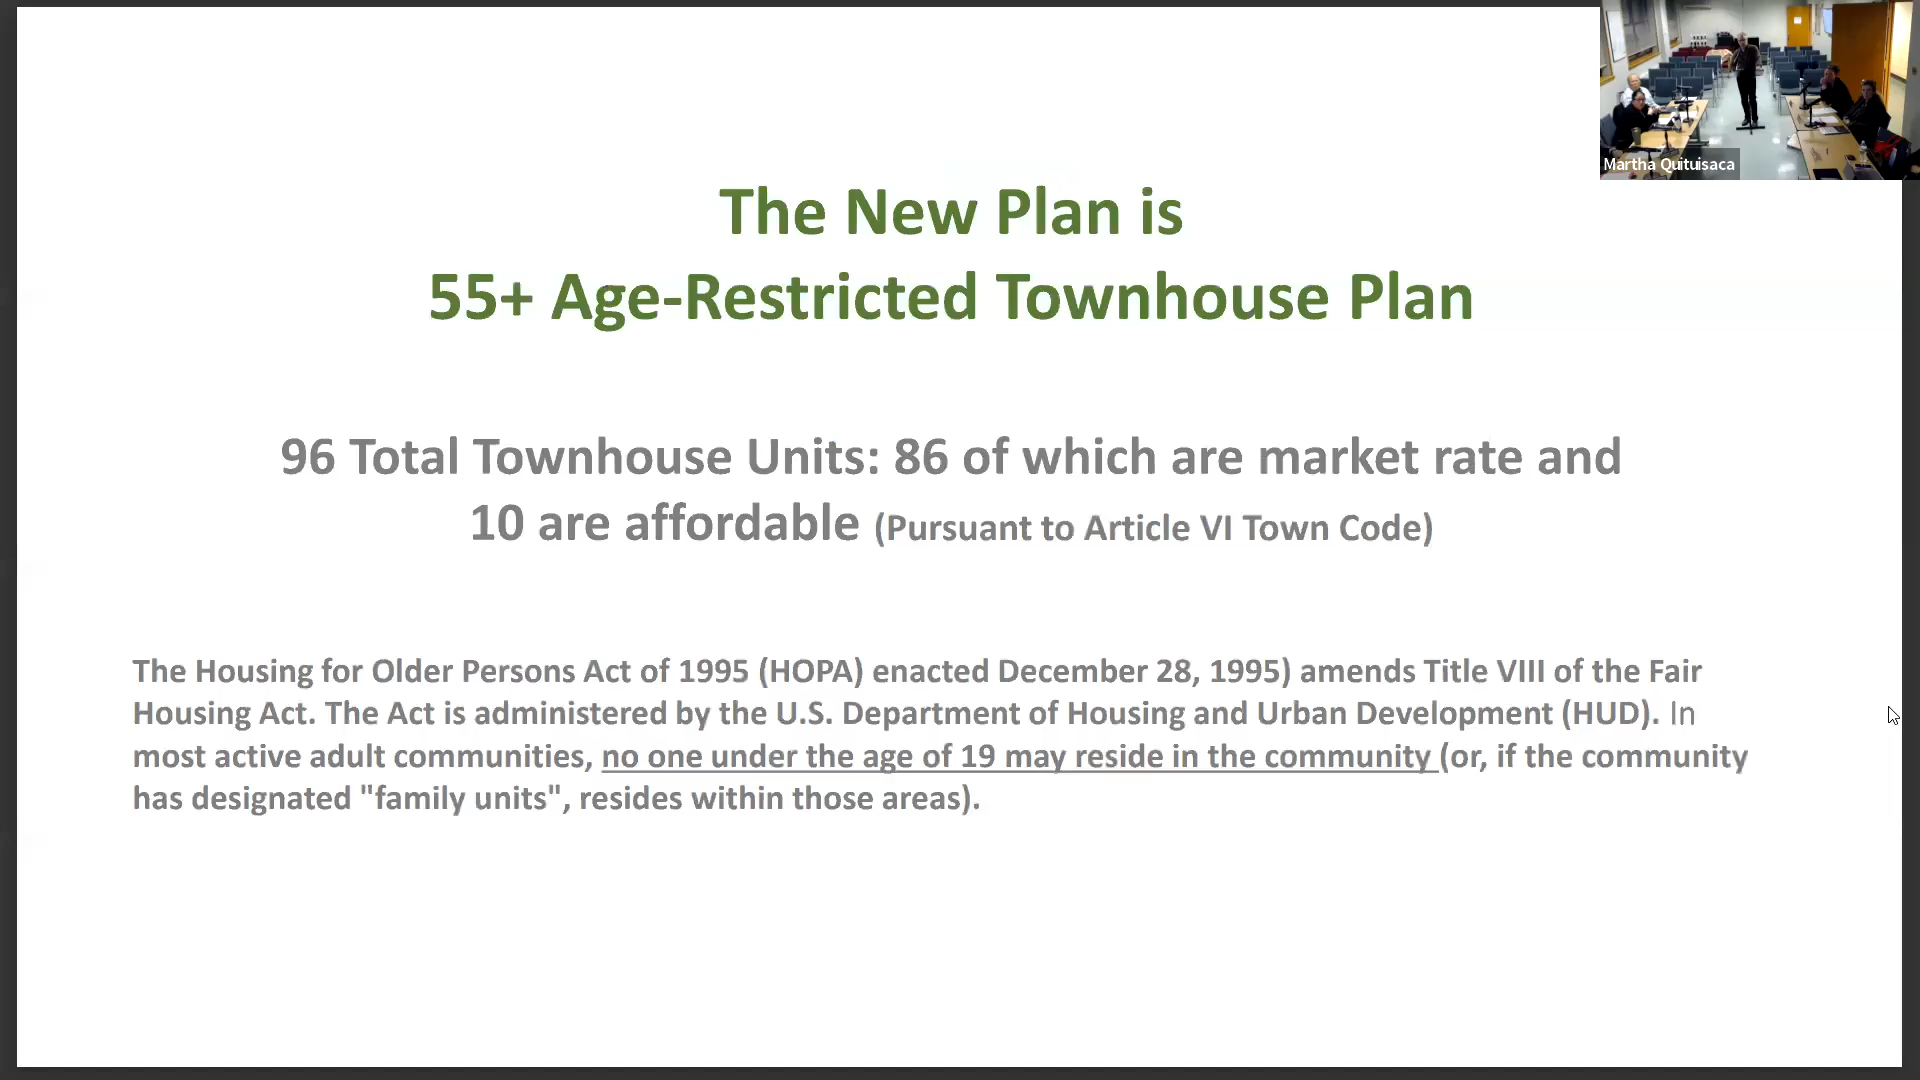 Martha Quituisaca
The New Plan is
55+ Age-Restricted Townhouse Plan
96 Total Townhouse Units: 86 of which are market rate and
10 are affordable (Pursuant to Article VI Town Code)
The Housing for Older Persons Act of 1995 (HOPA) enacted December 28, 1995) amends Title VIII of the Fair
Housing Act. The Act is administered by the U.S. Department of Housing and Urban Development (HUD). In
most active adult communities, no one under the age of 19 may reside in the community (or, if the community
has designated "family units", resides within those areas).